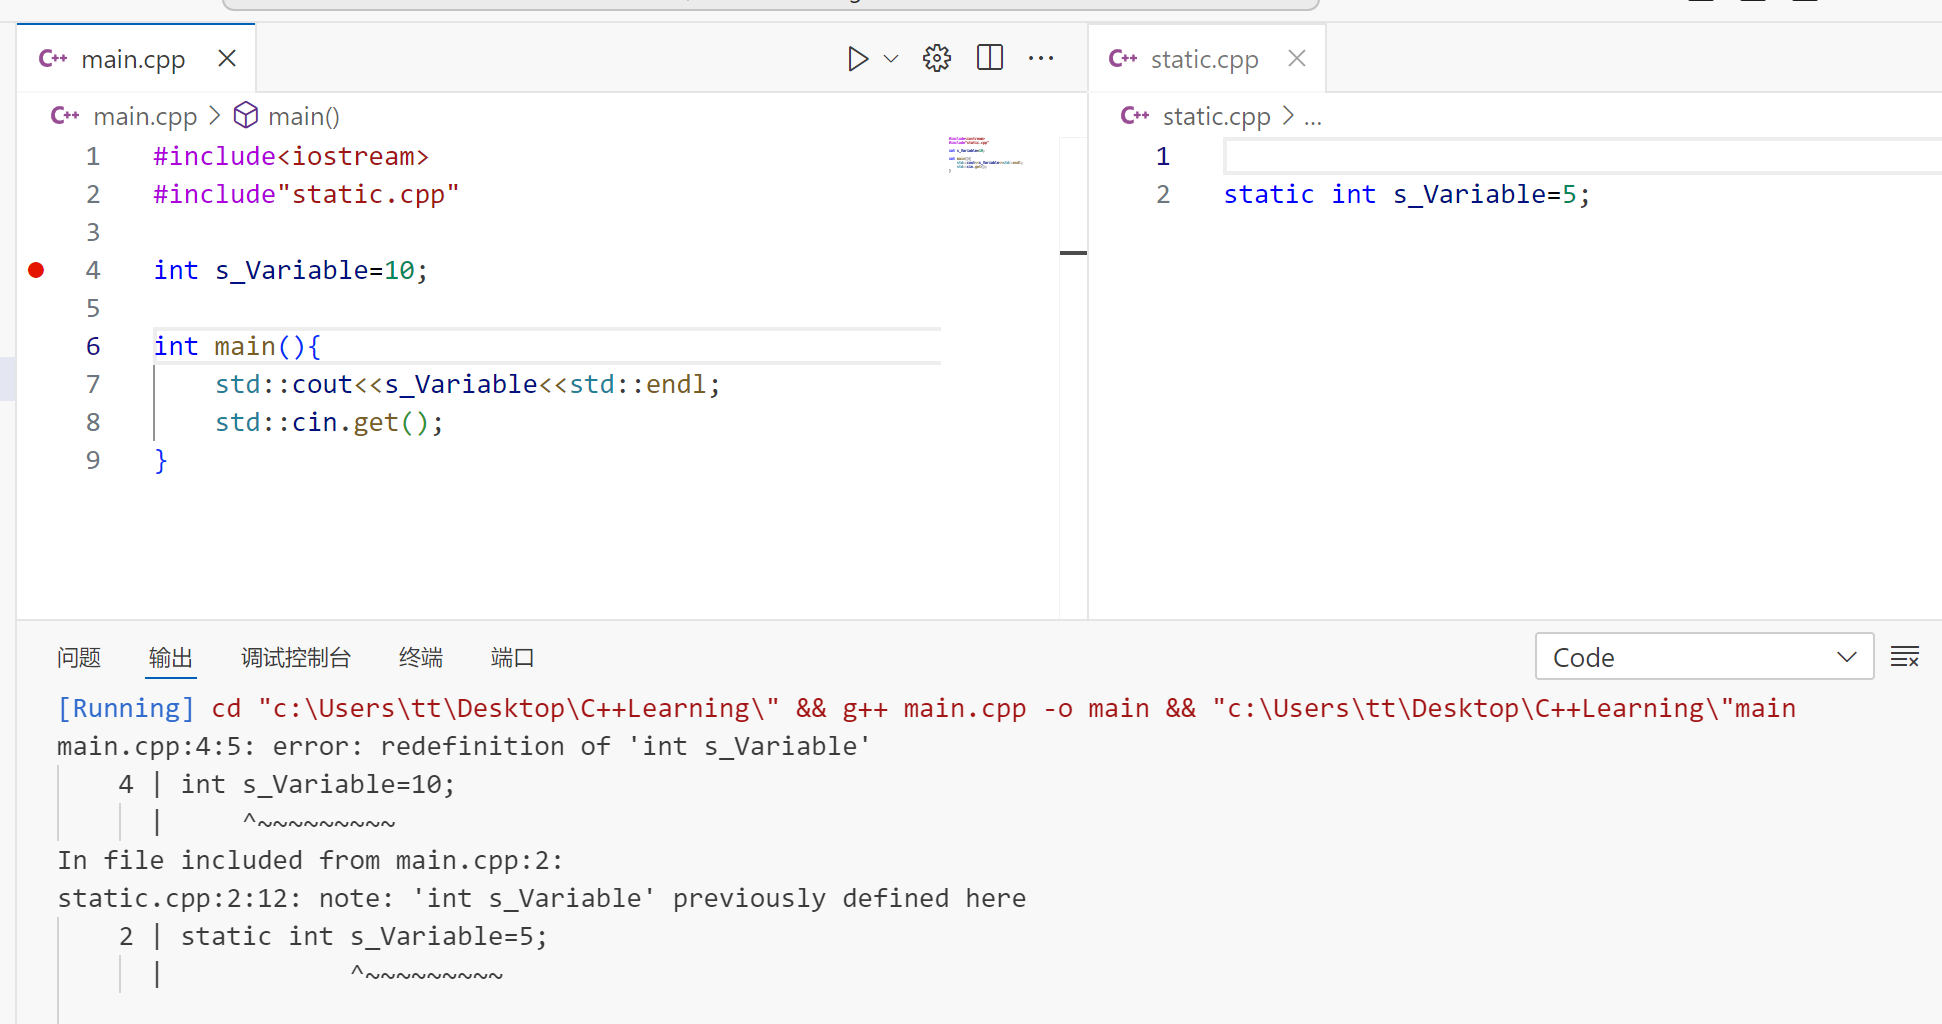 C++ main.cpp
C++ main.cpp > main()
1 #include<iostream>
2 #include"static.cpp"
3
4 int s_Variable=10;
5
6 int main(){
7     std::cout<<s_Variable<<std::endl;
8     std::cin.get();
9 }
C++ static.cpp
C++ static.cpp > ...
1
2 static int s_Variable=5;
问题 输出 调试控制台 终端 端口
Code
[Running] cd "c:\Users\tt\Desktop\C++Learning\" && g++ main.cpp -o main && "c:\Users\tt\Desktop\C++Learning\"main
main.cpp:4:5: error: redefinition of 'int s_Variable'
    4 | int s_Variable=10;
      |     ^~~~~~~~~~
In file included from main.cpp:2:
static.cpp:2:12: note: 'int s_Variable' previously defined here
    2 | static int s_Variable=5;
      |            ^~~~~~~~~~